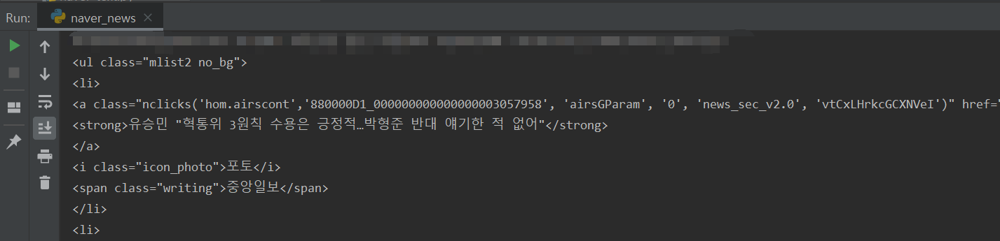 Run:
naver_news
<ul class="mlist2 no_bg">
<li>
<a class="nclicks('hom.airscont','880000D1_000000000000000003057958', 'airsGParam', '0', 'news_sec_v2.0', 'vtCxLHrkcGCXNVeI')" href="
<strong>유승민 "혁통위 3원칙 수용은 긍정적…박형준 반대 얘기한 적 없어"</strong>
</a>
<i class="icon_photo">포토</i>
<span class="writing">중앙일보</span>
</li>
<li>